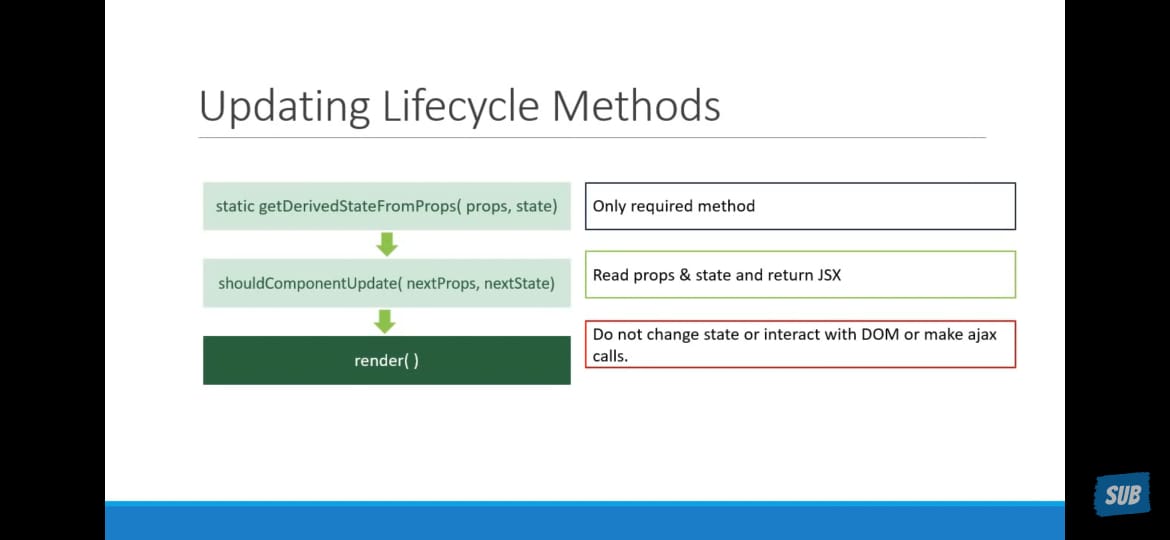 Updating Lifecycle Methods
static getDerivedStateFromProps( props, state)
Only required method
shouldComponentUpdate( nextProps, nextState)
Read props & state and return JSX
render( )
Do not change state or interact with DOM or make ajax
calls.
SUB